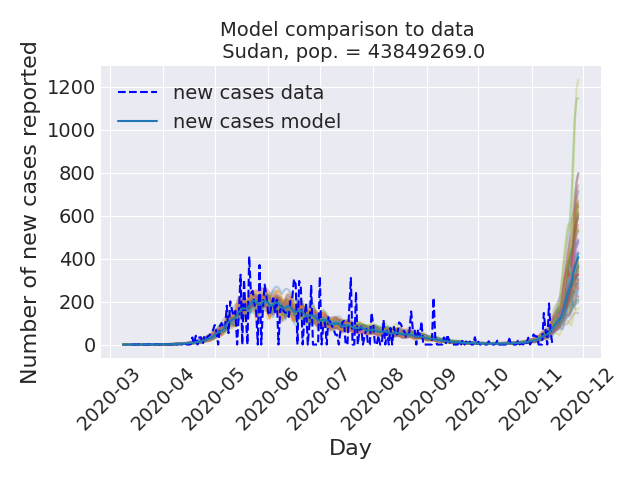 Model comparison to data
Sudan, pop. = 43849269.0
new cases data
new cases model
Number of new cases reported
1200
1000
800
600
400
200
0
2020-03
2020-04
2020-05
2020-06
2020-07
2020-08
2020-09
2020-10
2020-11
2020-12
Day